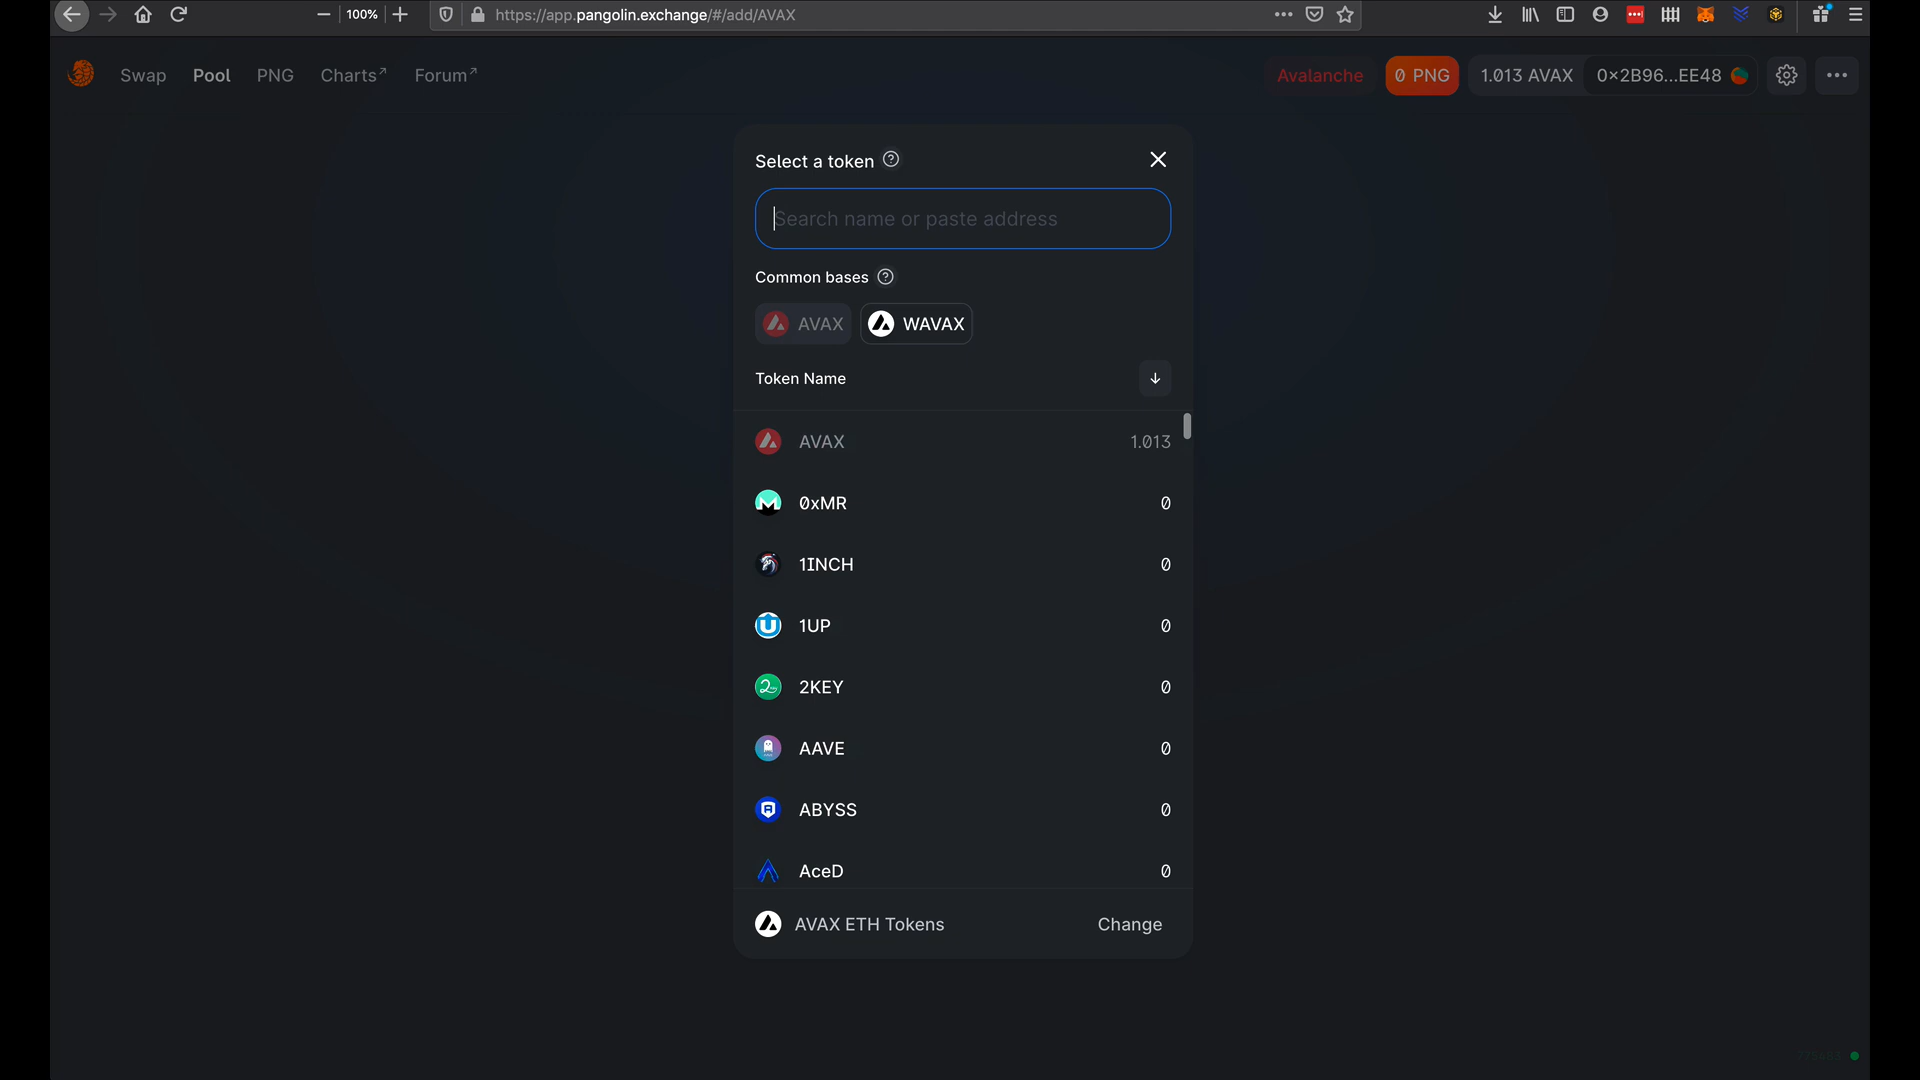 100%
https://app.pangolin.exchange/#/add/AVAX
Swap
Pool
PNG
Charts↗
Forum↗
Avalanche
0 PNG
1.013 AVAX
0×2B96...EE48
Select a token
Search name or paste address
Common bases
AVAX
WAVAX
Token Name
AVAX 1.013
0xMR 0
1INCH 0
1UP 0
2KEY 0
AAVE 0
ABYSS 0
AceD 0
AVAX ETH Tokens
Change